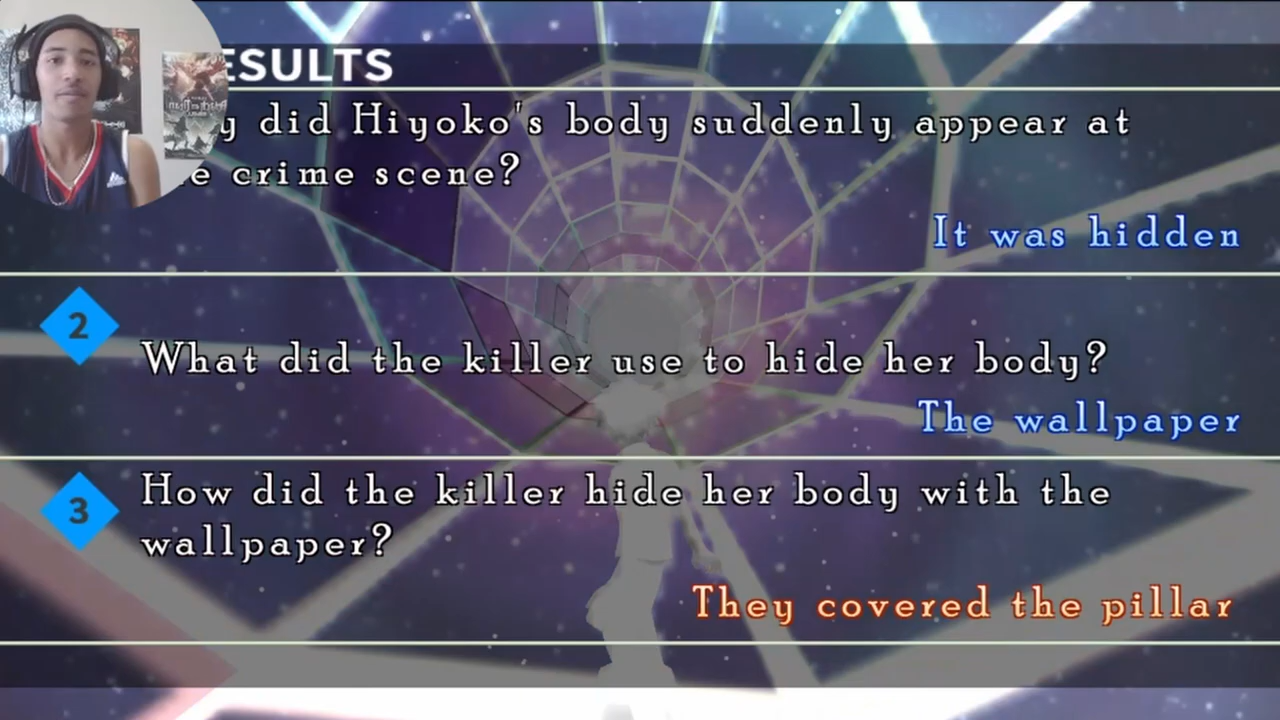 ESULTS
y did Hiyoko's body suddenly appear at
e crime scene?
It was hidden
2
What did the killer use to hide her body?
The wallpaper
3
How did the killer hide her body with the
wallpaper?
They covered the pillar